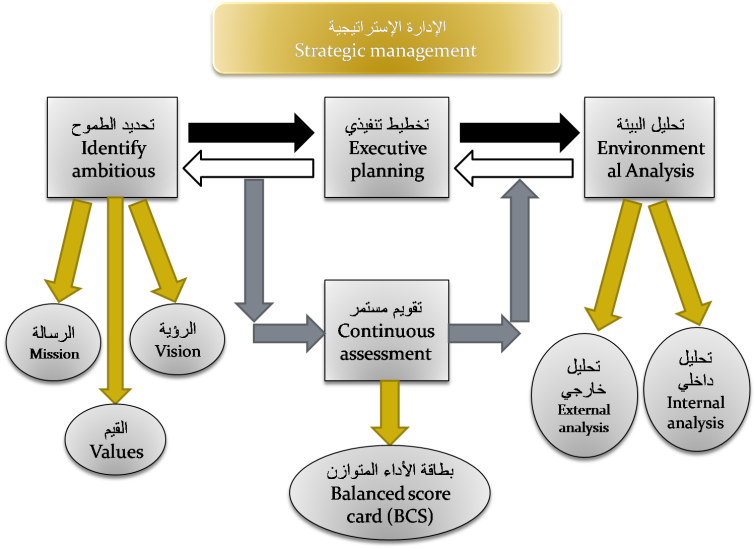 الإدارة الإستراتيجية
Strategic management
تحديد الطموح
Identify
ambitious
تخطيط تنفيذي
Executive
planning
تحليل البيئة
Environment
al Analysis
الرسالة
Mission
الرؤية
Vision
القيم
Values
تقويم مستمر
Continuous
assessment
تحليل
خارجي
External
analysis
تحليل
داخلي
Internal
analysis
بطاقة الأداء المتوازن
Balanced score
card (BCS)